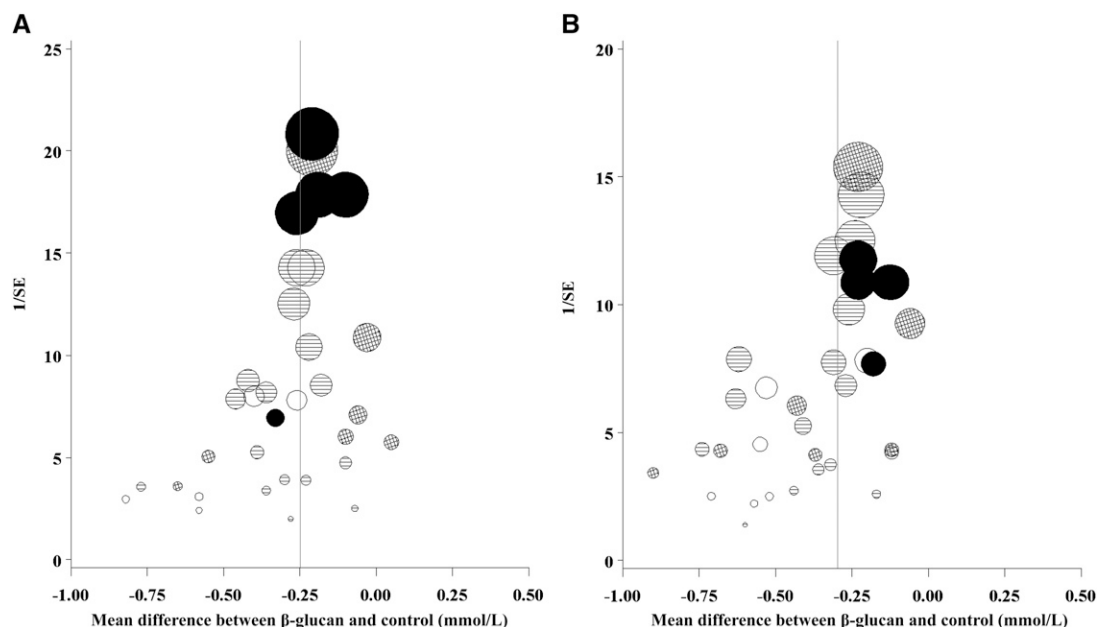 A
25
20
15
10
5
0
1/SE
-1.00 -0.75 -0.50 -0.25 0.00 0.25 0.50
Mean difference between β-glucan and control (mmol/L)
B
20
15
10
5
0
1/SE
-1.00 -0.75 -0.50 -0.25 0.00 0.25 0.50
Mean difference between β-glucan and control (mmol/L)